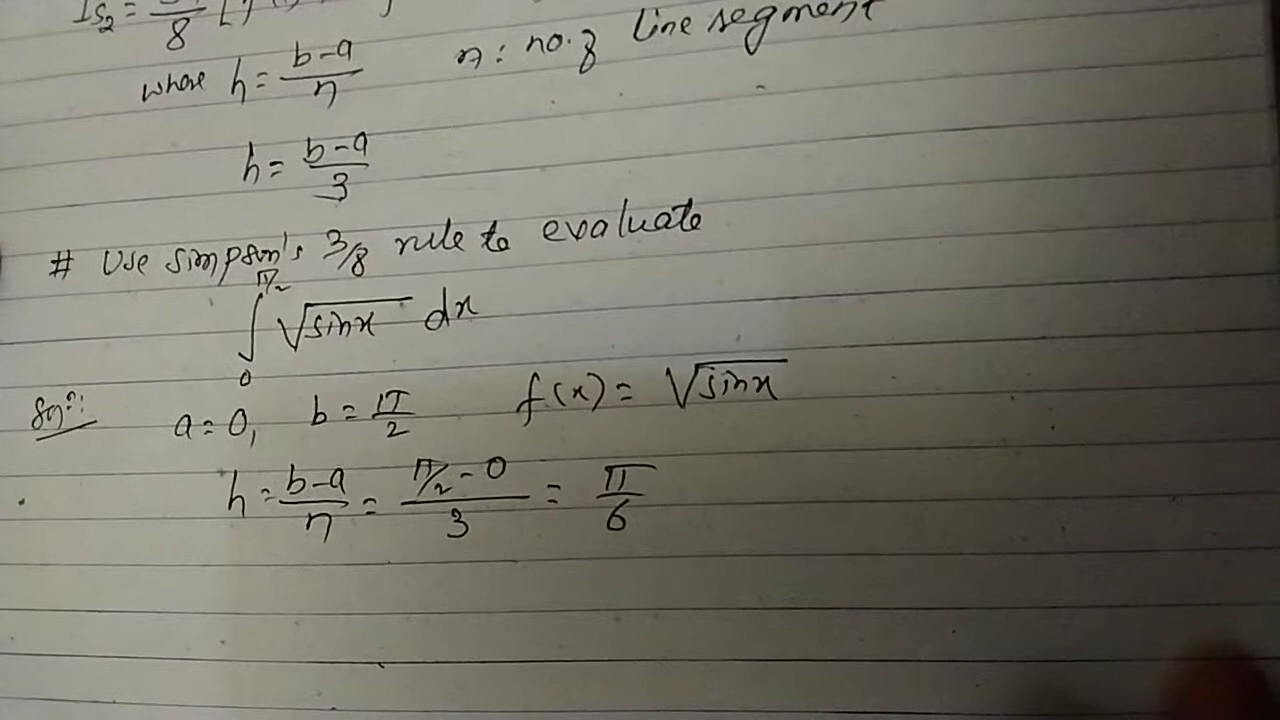 where h = b-a/n n: no. of line segment
h = b-a/3
# Use simpson's 3/8 rule to evaluate
∫₀^π/2 √sinx dx
Solⁿ: a = 0, b = π/2 f(x) = √sinx
h = b-a/n = π/2 - 0/3 = π/6